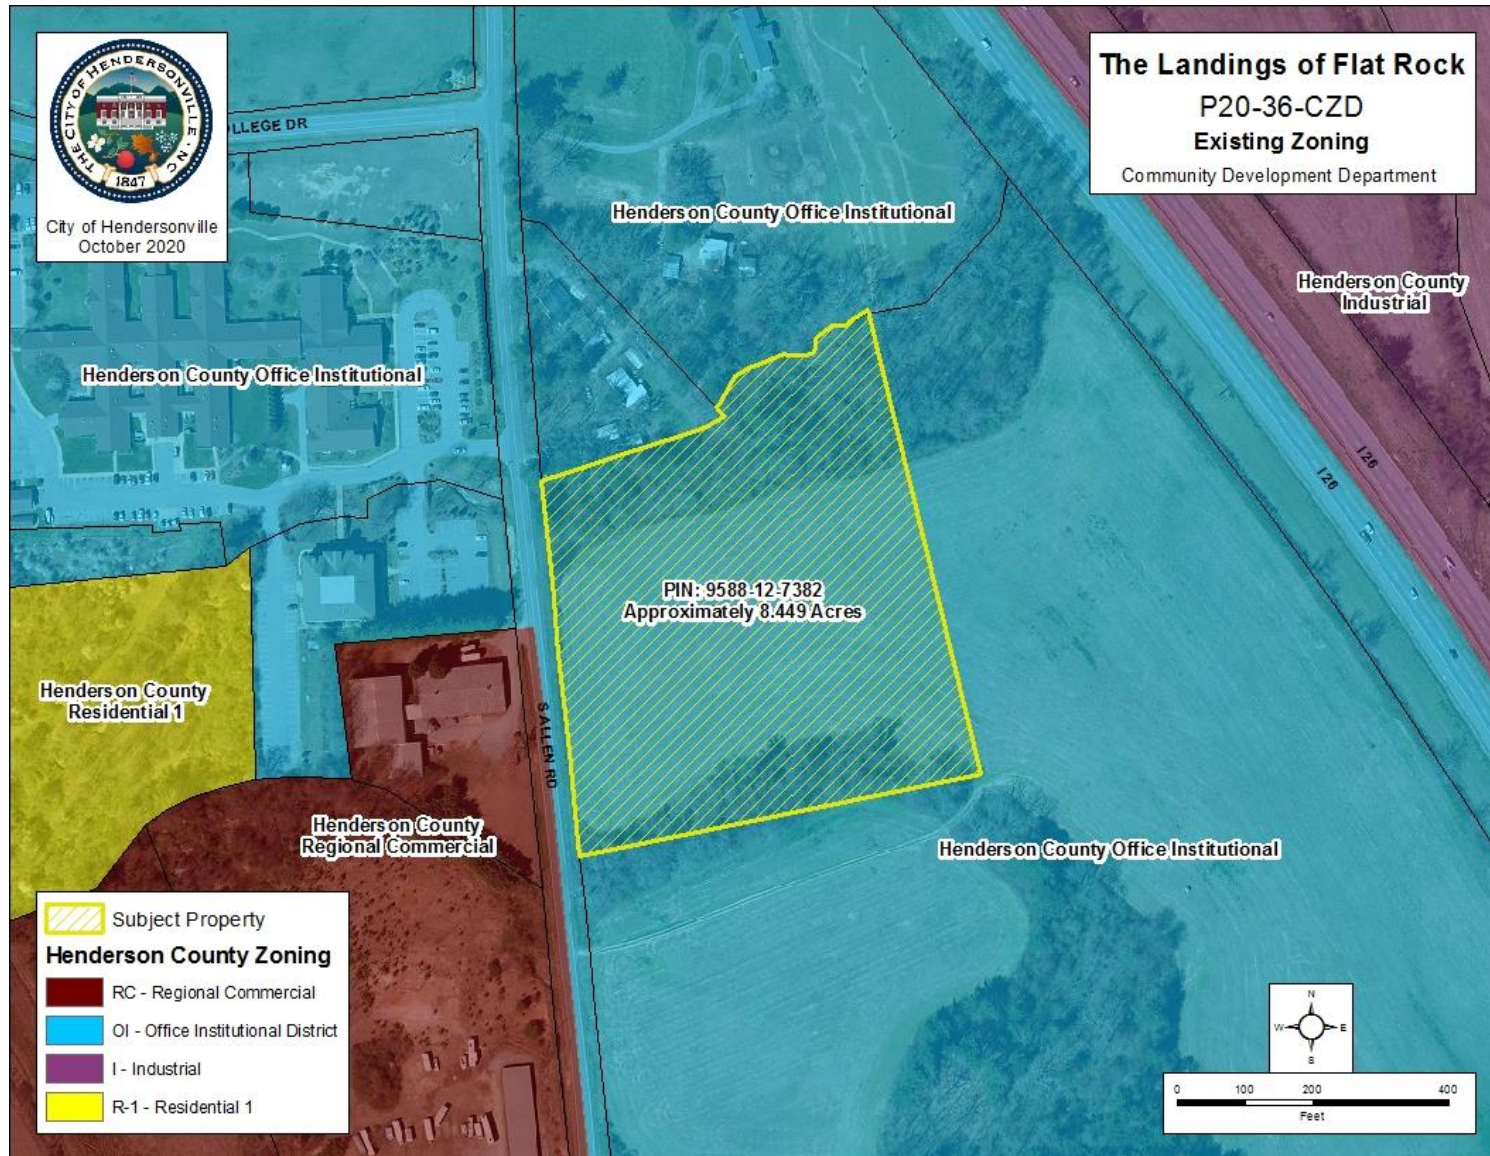 THE CITY OF HENDERSONVILLE · NC
1847
City of Hendersonville
October 2020
The Landings of Flat Rock
P20-36-CZD
Existing Zoning
Community Development Department
OLLEGE DR
Henderson County Office Institutional
Henderson County
Industrial
Henderson County Office Institutional
I 26
I 26
PIN: 9588-12-7382
Approximately 8.449 Acres
Henderson County
Residential 1
S ALLEN RD
Henderson County
Regional Commercial
Henderson County Office Institutional
Subject Property
Henderson County Zoning
RC - Regional Commercial
OI - Office Institutional District
I - Industrial
R-1 - Residential 1
N
W
E
S
0 100 200 400
Feet